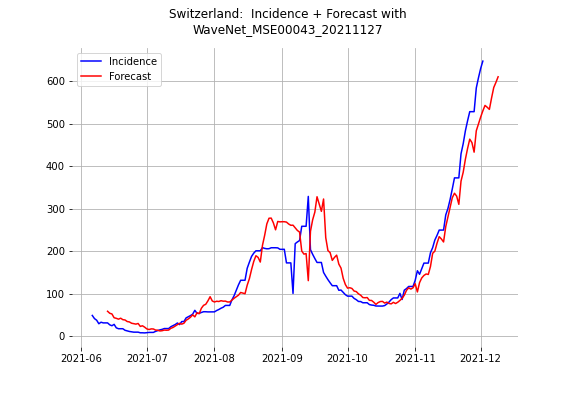 Switzerland:  Incidence + Forecast with
WaveNet_MSE00043_20211127
Incidence
Forecast
600
500
400
300
200
100
0
2021-06 2021-07 2021-08 2021-09 2021-10 2021-11 2021-12